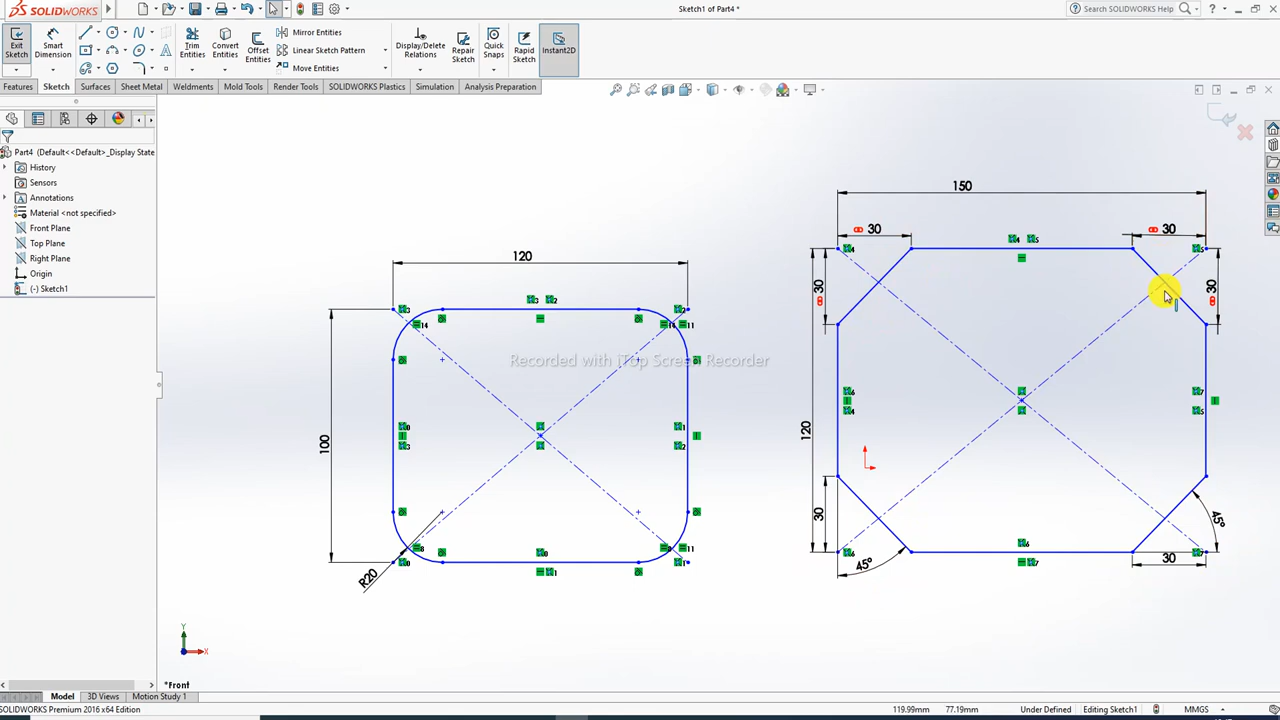 SOLIDWORKS
Sketch1 of Part4 *
Search SOLIDWORKS Help
Exit Sketch
Smart Dimension
Trim Entities
Convert Entities
Offset Entities
Mirror Entities
Linear Sketch Pattern
Move Entities
Display/Delete Relations
Repair Sketch
Quick Snaps
Rapid Sketch
Instant2D
Features
Sketch
Surfaces
Sheet Metal
Weldments
Mold Tools
Render Tools
SOLIDWORKS Plastics
Simulation
Analysis Preparation
Part4 (Default<<Default>_Display State
History
Sensors
Annotations
Material <not specified>
Front Plane
Top Plane
Right Plane
Origin
(-) Sketch1
120
100
R20
150
30
30
30
30
120
30
45°
45°
30
Recorded with iTop Screen Recorder
Y
X
*Front
Model
3D Views
Motion Study 1
SOLIDWORKS Premium 2016 x64 Edition
119.99mm
77.19mm
Under Defined
Editing Sketch1
MMGS